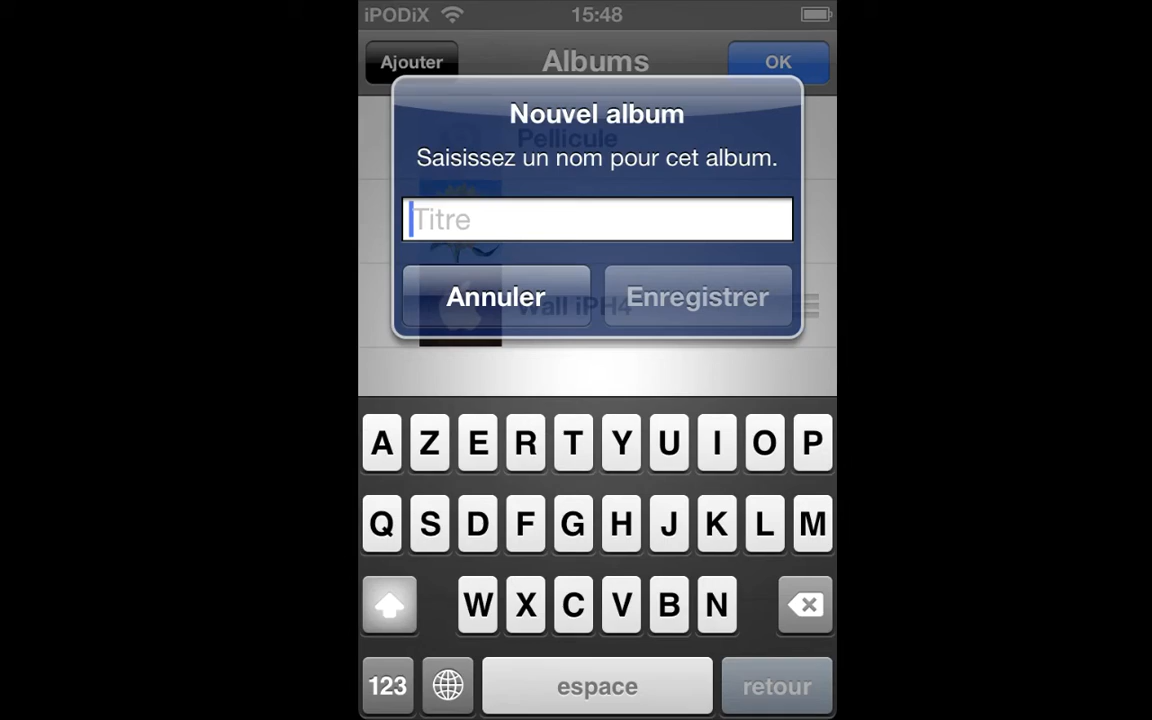 iPODiX 15:48
Ajouter Albums OK
Nouvel album
Pellicule
Saisissez un nom pour cet album.
Titre
Annuler Enregistrer
Wall iPH4
A Z E R T Y U I O P
Q S D F G H J K L M
W X C V B N
123 espace retour